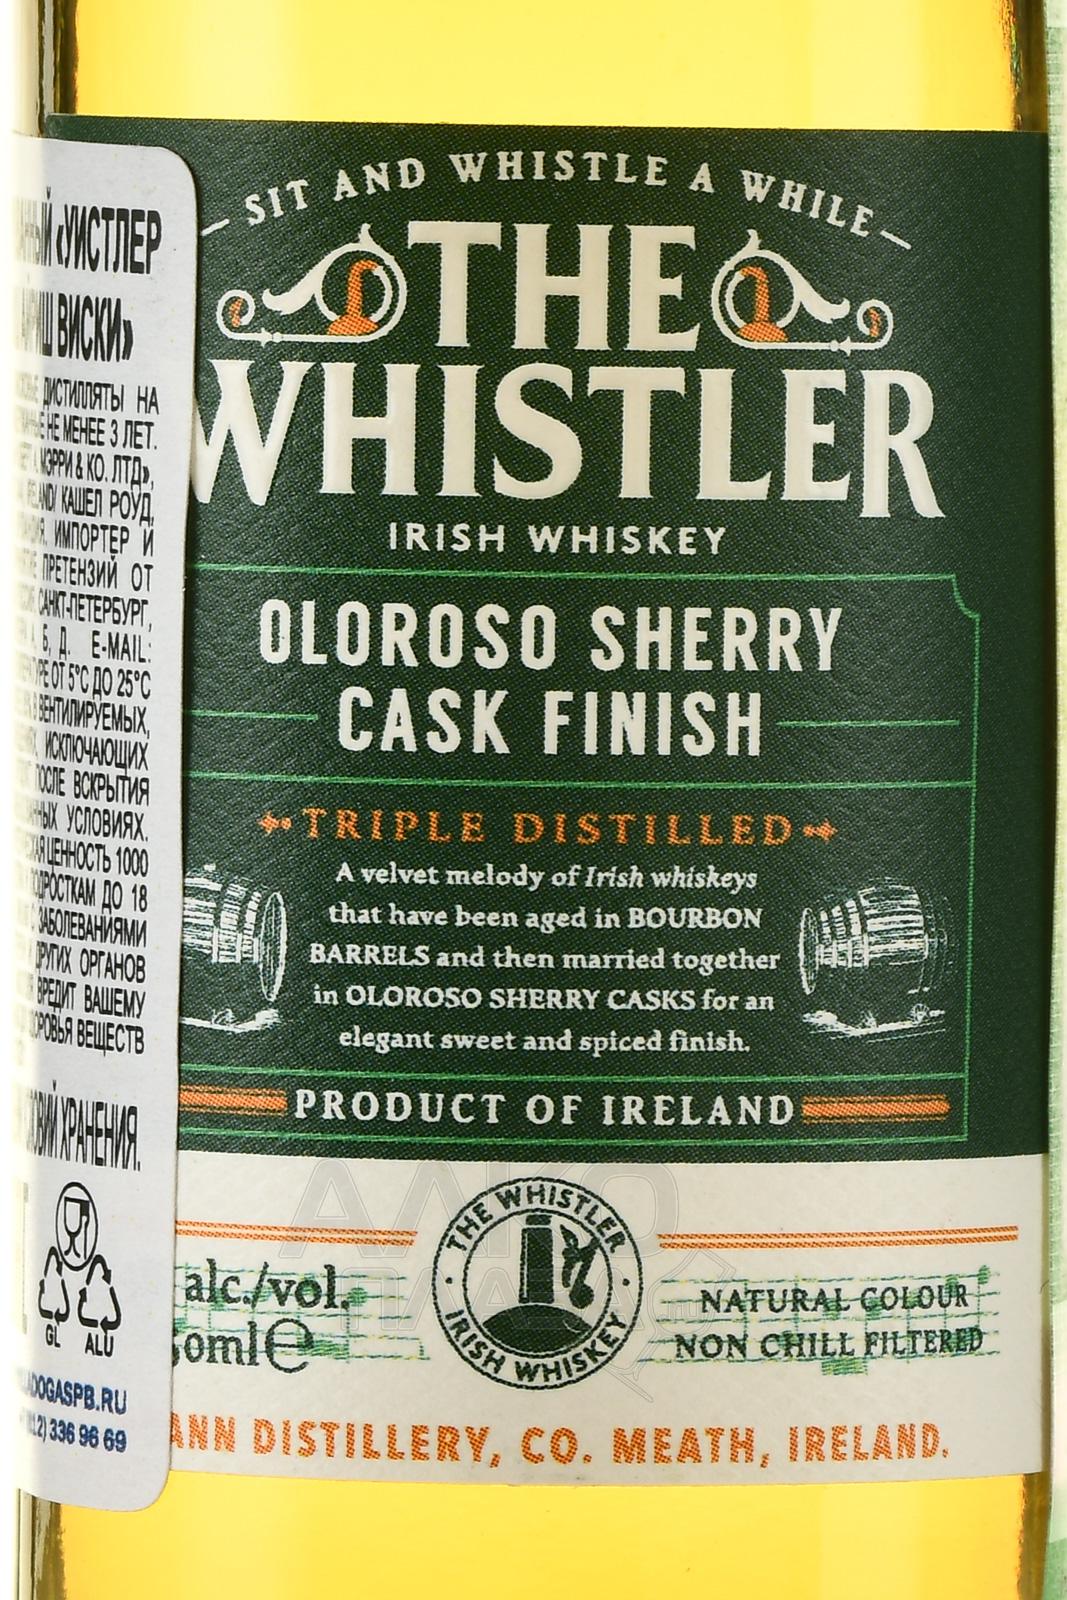 SIT AND WHISTLE A WHILE
THE
WHISTLER
IRISH WHISKEY
OLOROSO SHERRY
CASK FINISH
TRIPLE DISTILLED
A velvet melody of Irish whiskeys
that have been aged in BOURBON
BARRELS and then married together
in OLOROSO SHERRY CASKS for an
elegant sweet and spiced finish.
PRODUCT OF IRELAND
THE WHISTLER
IRISH WHISKEY
alc./vol.
50ml e
NATURAL COLOUR
NON CHILL FILTERED
ANN DISTILLERY, CO. MEATH, IRELAND.
«УИСТЛЕР
ВИСКИ»
ДИСТИЛЛЯТЫ НА
НЕ МЕНЕЕ 3 ЛЕТ.
МЭРРИ & КО. ЛТД»,
КАШЕЛ РОУД,
ИМПОРТЕР И
ПРЕТЕНЗИЙ ОТ
САНКТ-ПЕТЕРБУРГ,
Б, Д. E-MAIL:
ОТ 5°С ДО 25°С
ВЕНТИЛИРУЕМЫХ,
ИСКЛЮЧАЮЩИХ
ПОСЛЕ ВСКРЫТИЯ
УСЛОВИЯХ.
ЦЕННОСТЬ 1000
ПОДРОСТКАМ ДО 18
ЗАБОЛЕВАНИЯМИ
ДРУГИХ ОРГАНОВ
ВРЕДИТ ВАШЕМУ
ВЕЩЕСТВ
ХРАНЕНИЯ.
GL ALU
LADOGASPB.RU
336 96 69